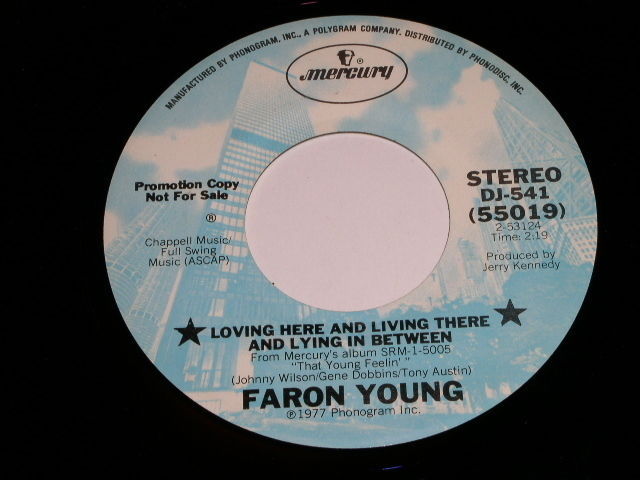 MANUFACTURED BY PHONOGRAM, INC., A POLYGRAM COMPANY. DISTRIBUTED BY PHONODISC, INC.
®
mercury
Promotion Copy
Not For Sale
℗
Chappell Music/
Full Swing
Music (ASCAP)
STEREO
DJ-541
(55019)
2-53124
Time: 2:19
Produced by
Jerry Kennedy
★ LOVING HERE AND LIVING THERE ★
AND LYING IN BETWEEN
From Mercury's album SRM-1-5005
"That Young Feelin' "
(Johnny Wilson/Gene Dobbins/Tony Austin)
FARON YOUNG
℗1977 Phonogram Inc.